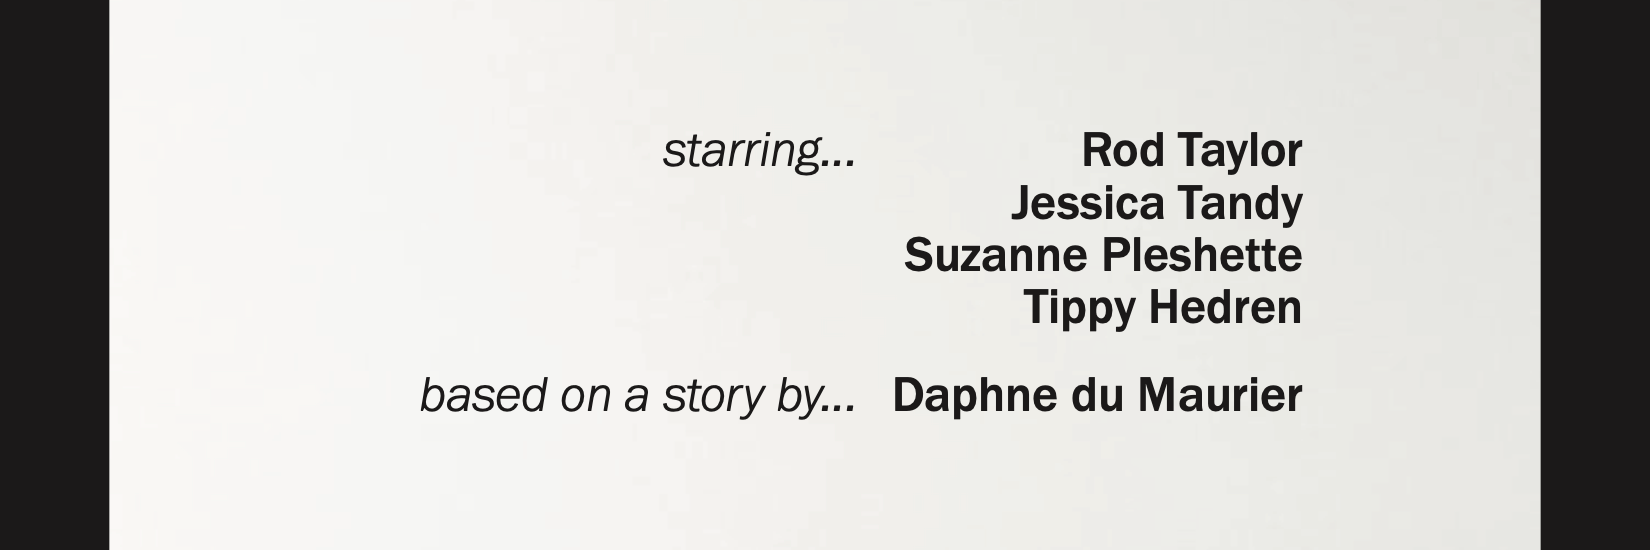 starring... Rod Taylor
Jessica Tandy
Suzanne Pleshette
Tippy Hedren
based on a story by... Daphne du Maurier